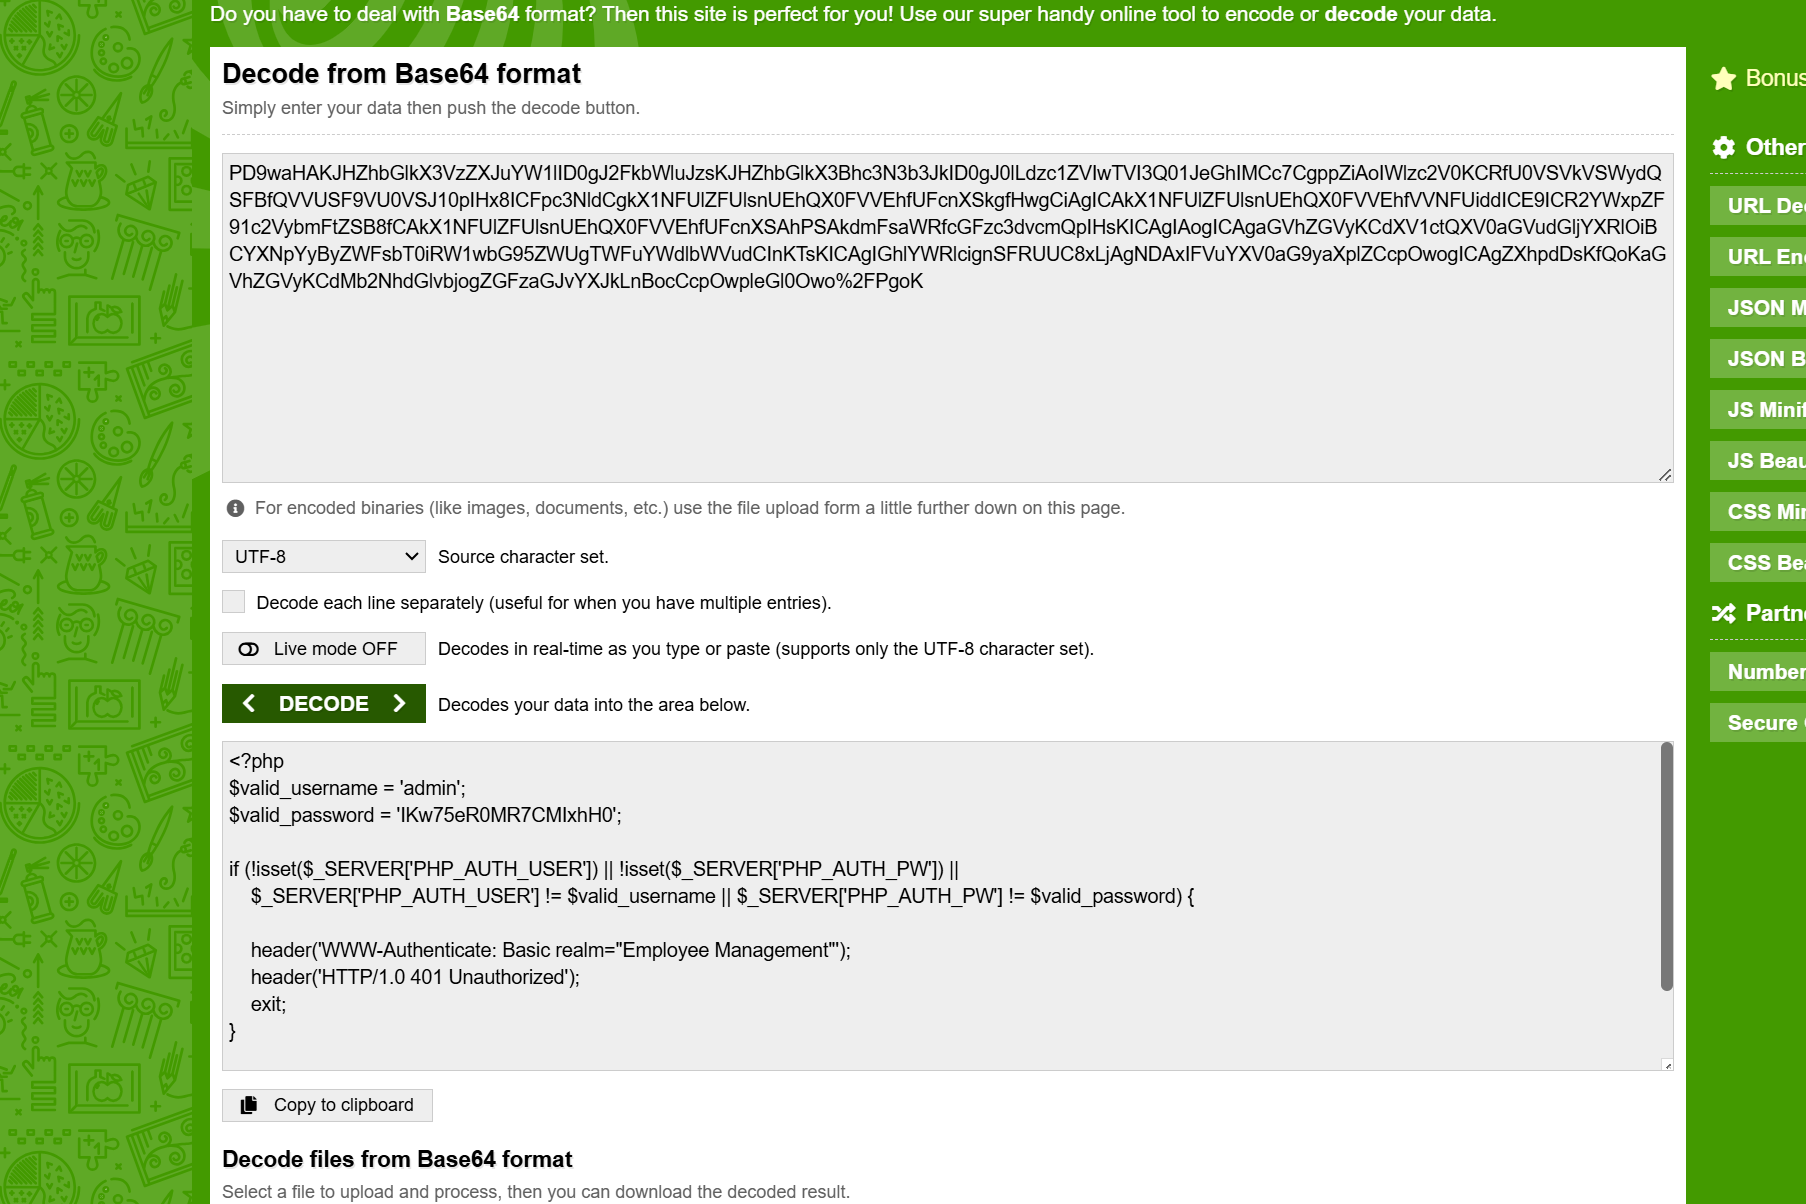 Do you have to deal with Base64 format? Then this site is perfect for you! Use our super handy online tool to encode or decode your data.
Decode from Base64 format
Simply enter your data then push the decode button.
PD9waHAKJHZhbGlkX3VzZXJuYW1lID0gJ2FkbWluJzsKJHZhbGlkX3Bhc3N3b3JkID0gJ0lLdzc1ZVIwTVI3Q01JeGhIMCc7CgppZiAoIWlzc2V0KCRfU0VSVkVSWydQ
SFBfQVVUSF9VU0VSJ10pIHx8ICFpc3NldCgkX1NFUlZFUlsnUEhQX0FVVEhfUFcnXSkgfHwgCiAgICAkX1NFUlZFUlsnUEhQX0FVVEhfVVNFUiddICE9ICR2YWxpZF
91c2VybmFtZSB8fCAkX1NFUlZFUlsnUEhQX0FVVEhfUFcnXSAhPSAkdmFsaWRfcGFzc3dvcmQpIHsKICAgIAogICAgaGVhZGVyKCdXV1ctQXV0aGVudGljYXRlOiB
CYXNpYyByZWFsbT0iRW1wbG95ZWUgTWFuYWdlbWVudCInKTsKICAgIGhlYWRlcignSFRUUC8xLjAgNDAxIFVuYXV0aG9yaXplZCcpOwogICAgZXhpdDsKfQoKaG
VhZGVyKCdMb2NhdGlvbjogZGFzaGJvYXJkLnBocCcpOwpleGl0Owo%2FPgoK
For encoded binaries (like images, documents, etc.) use the file upload form a little further down on this page.
UTF-8 Source character set.
Decode each line separately (useful for when you have multiple entries).
Live mode OFF Decodes in real-time as you type or paste (supports only the UTF-8 character set).
DECODE Decodes your data into the area below.
<?php
$valid_username = 'admin';
$valid_password = 'IKw75eR0MR7CMIxhH0';
if (!isset($_SERVER['PHP_AUTH_USER']) || !isset($_SERVER['PHP_AUTH_PW']) ||
$_SERVER['PHP_AUTH_USER'] != $valid_username || $_SERVER['PHP_AUTH_PW'] != $valid_password) {
header('WWW-Authenticate: Basic realm="Employee Management"');
header('HTTP/1.0 401 Unauthorized');
exit;
}
Copy to clipboard
Decode files from Base64 format
Select a file to upload and process, then you can download the decoded result.
Bonus
Other
URL De
URL En
JSON M
JSON B
JS Minif
JS Beau
CSS Min
CSS Bea
Partne
Number
Secure